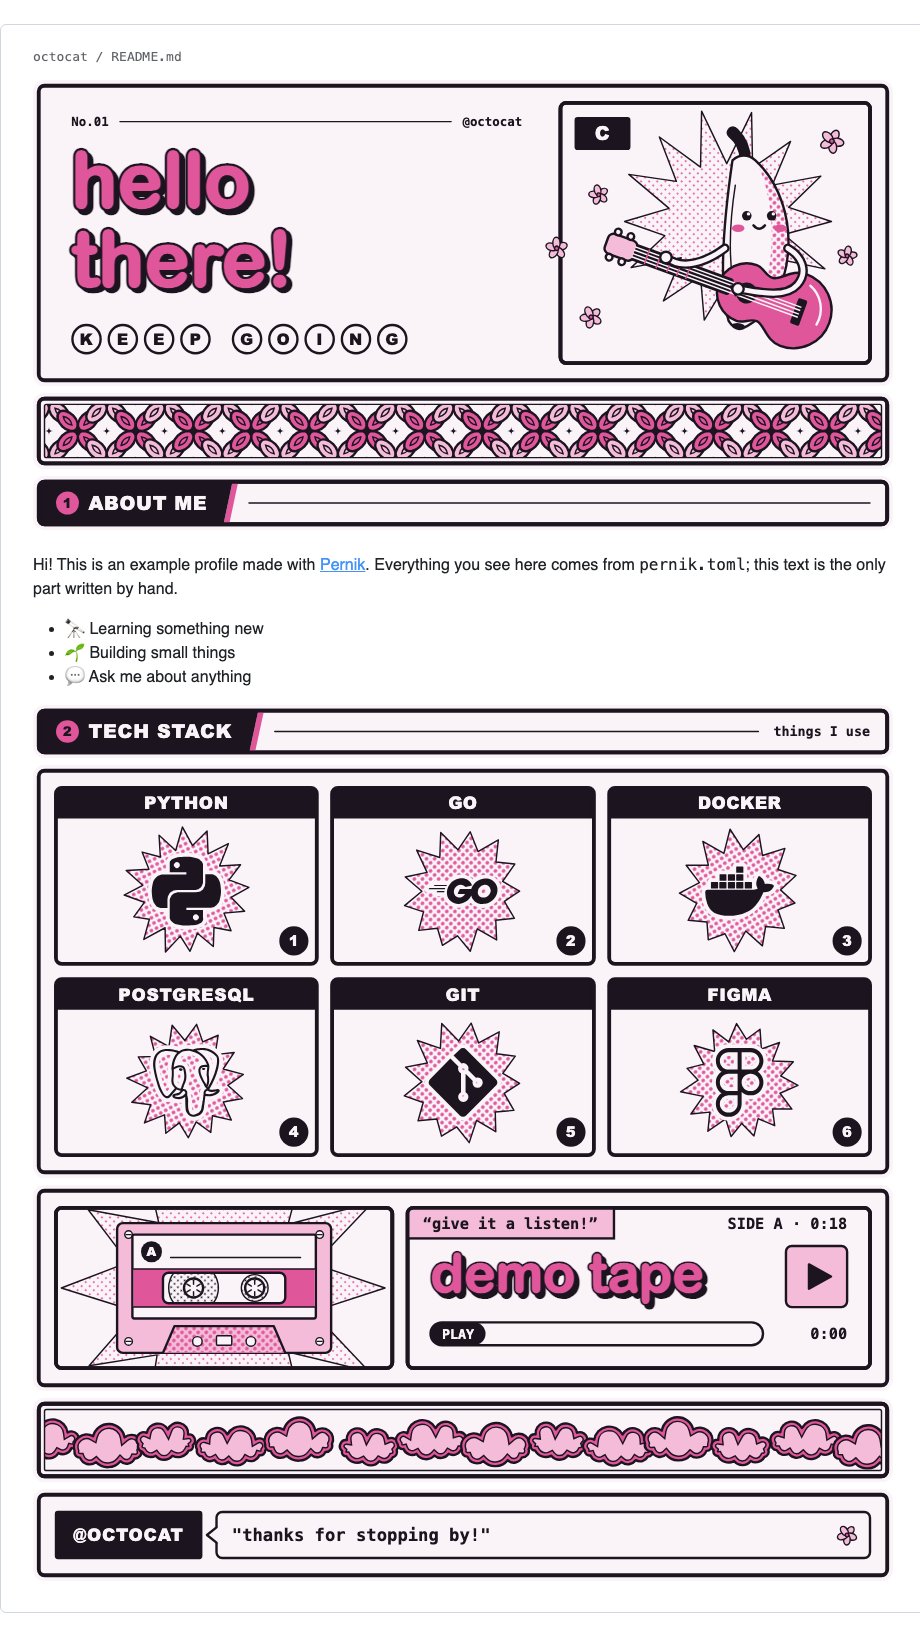 octocat / README.md
No.01 @octocat
C
hello
there!
KEEP GOING
1 ABOUT ME
Hi! This is an example profile made with Pernik. Everything you see here comes from pernik.toml; this text is the only
part written by hand.
🔭 Learning something new
🌱 Building small things
💬 Ask me about anything
2 TECH STACK things I use
PYTHON
1
GO
GO
2
DOCKER
3
POSTGRESQL
4
GIT
5
FIGMA
6
A
“give it a listen!” SIDE A · 0:18
demo tape
PLAY 0:00
@OCTOCAT "thanks for stopping by!"